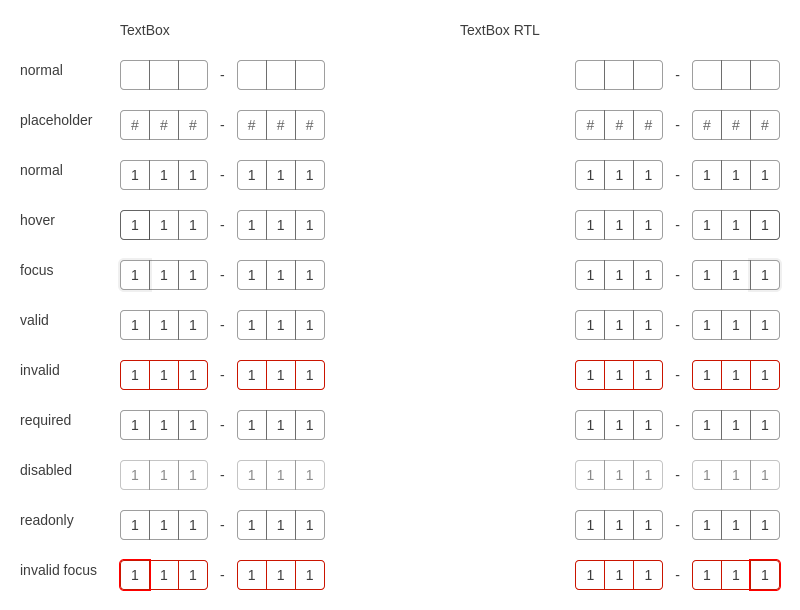 TextBox TextBox RTL
normal - -
placeholder # # # - # # # # # # - # # #
normal 1 1 1 - 1 1 1 1 1 1 - 1 1 1
hover 1 1 1 - 1 1 1 1 1 1 - 1 1 1
focus 1 1 1 - 1 1 1 1 1 1 - 1 1 1
valid 1 1 1 - 1 1 1 1 1 1 - 1 1 1
invalid 1 1 1 - 1 1 1 1 1 1 - 1 1 1
required 1 1 1 - 1 1 1 1 1 1 - 1 1 1
disabled 1 1 1 - 1 1 1 1 1 1 - 1 1 1
readonly 1 1 1 - 1 1 1 1 1 1 - 1 1 1
invalid focus 1 1 1 - 1 1 1 1 1 1 - 1 1 1